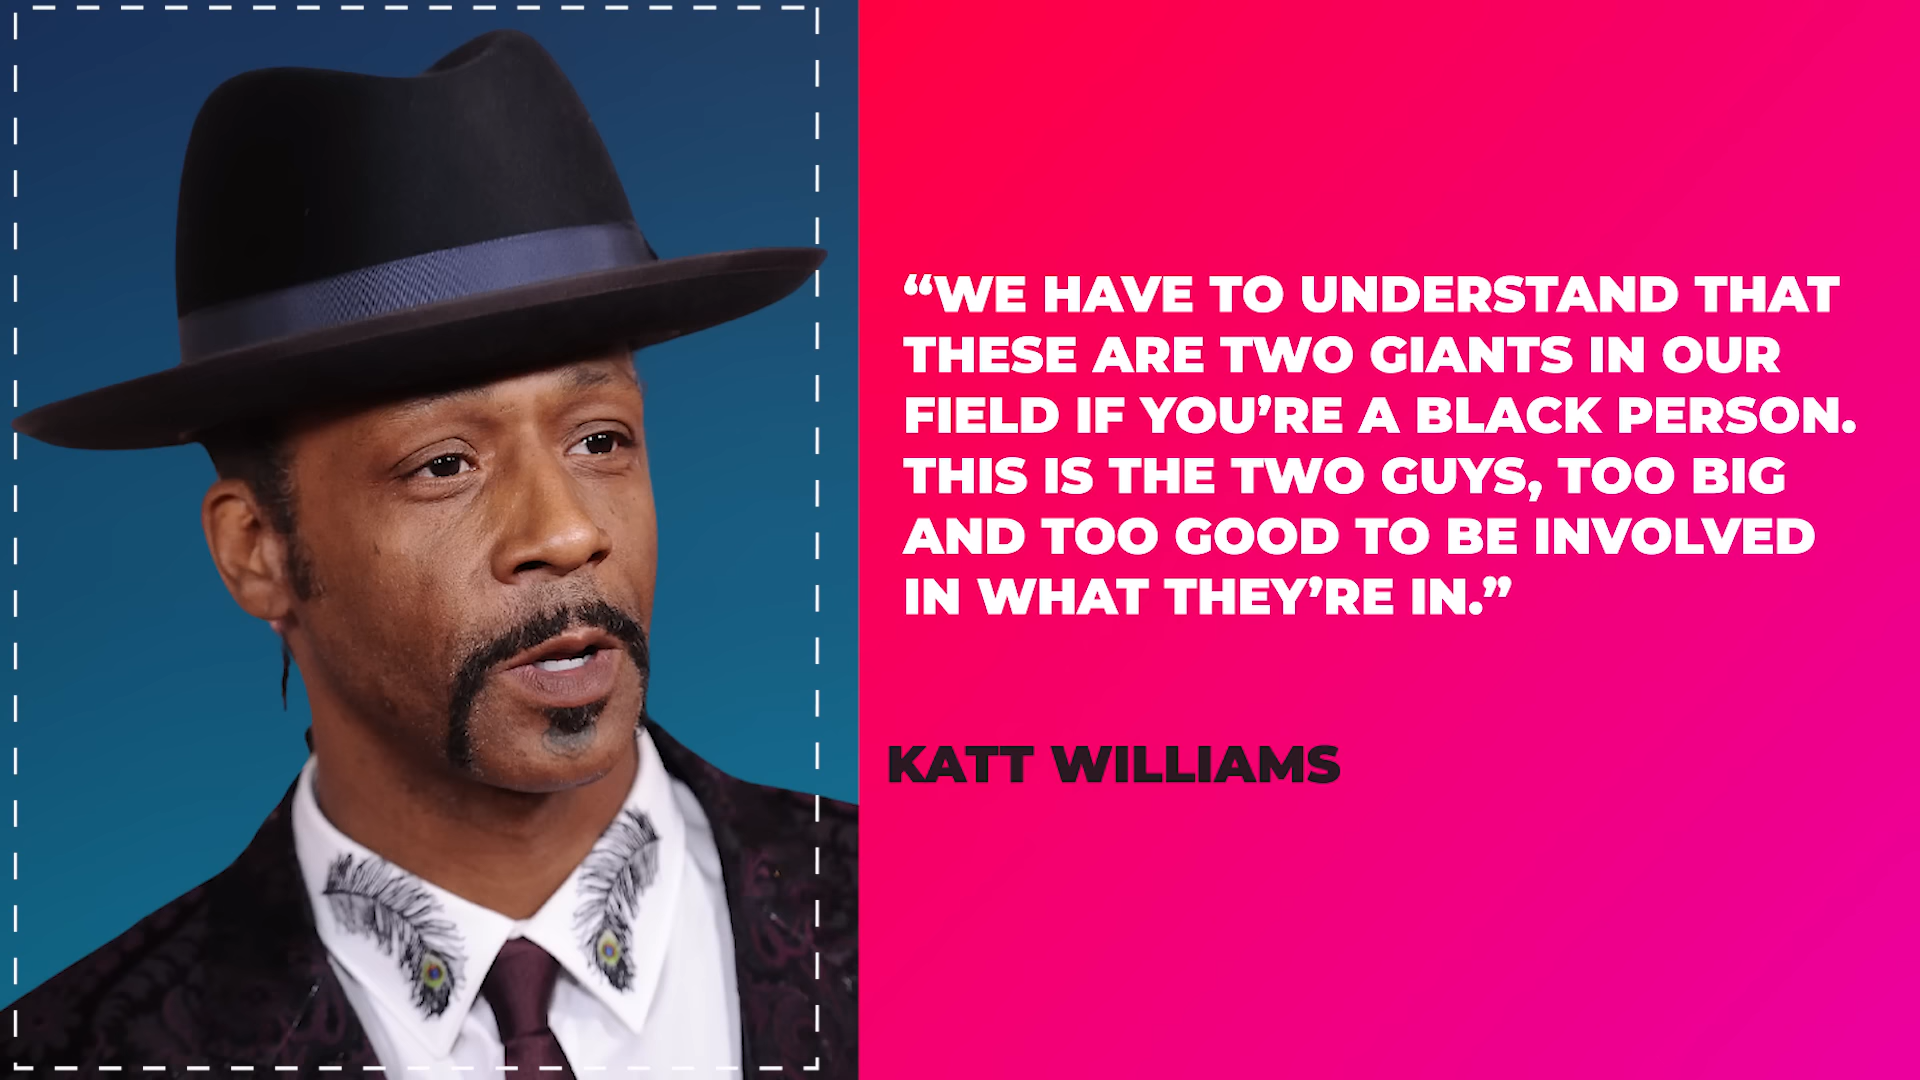 “WE HAVE TO UNDERSTAND THAT
THESE ARE TWO GIANTS IN OUR
FIELD IF YOU’RE A BLACK PERSON.
THIS IS THE TWO GUYS, TOO BIG
AND TOO GOOD TO BE INVOLVED
IN WHAT THEY’RE IN.”
KATT WILLIAMS